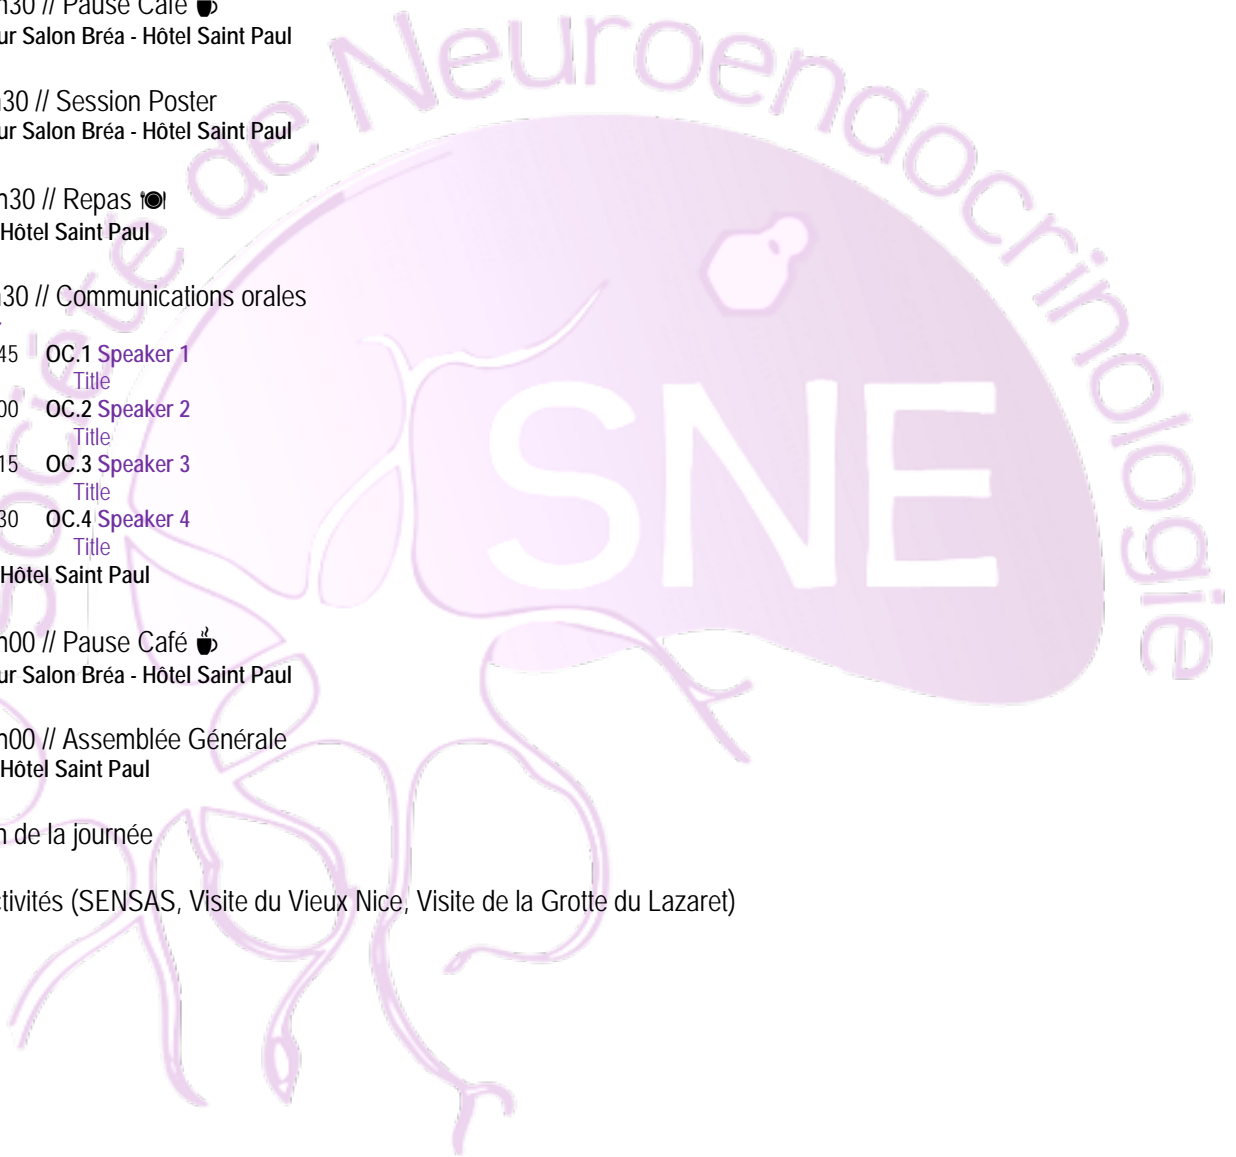 h30 // Pause Café
ur Salon Bréa - Hôtel Saint Paul
h30 // Session Poster
ur Salon Bréa - Hôtel Saint Paul
h30 // Repas
Hôtel Saint Paul
h30 // Communications orales
45 OC.1 Speaker 1
Title
00 OC.2 Speaker 2
Title
15 OC.3 Speaker 3
Title
30 OC.4 Speaker 4
Title
Hôtel Saint Paul
h00 // Pause Café
ur Salon Bréa - Hôtel Saint Paul
h00 // Assemblée Générale
Hôtel Saint Paul
n de la journée
tivités (SENSAS, Visite du Vieux Nice, Visite de la Grotte du Lazaret)
Société de Neuroendocrinologie
SNE